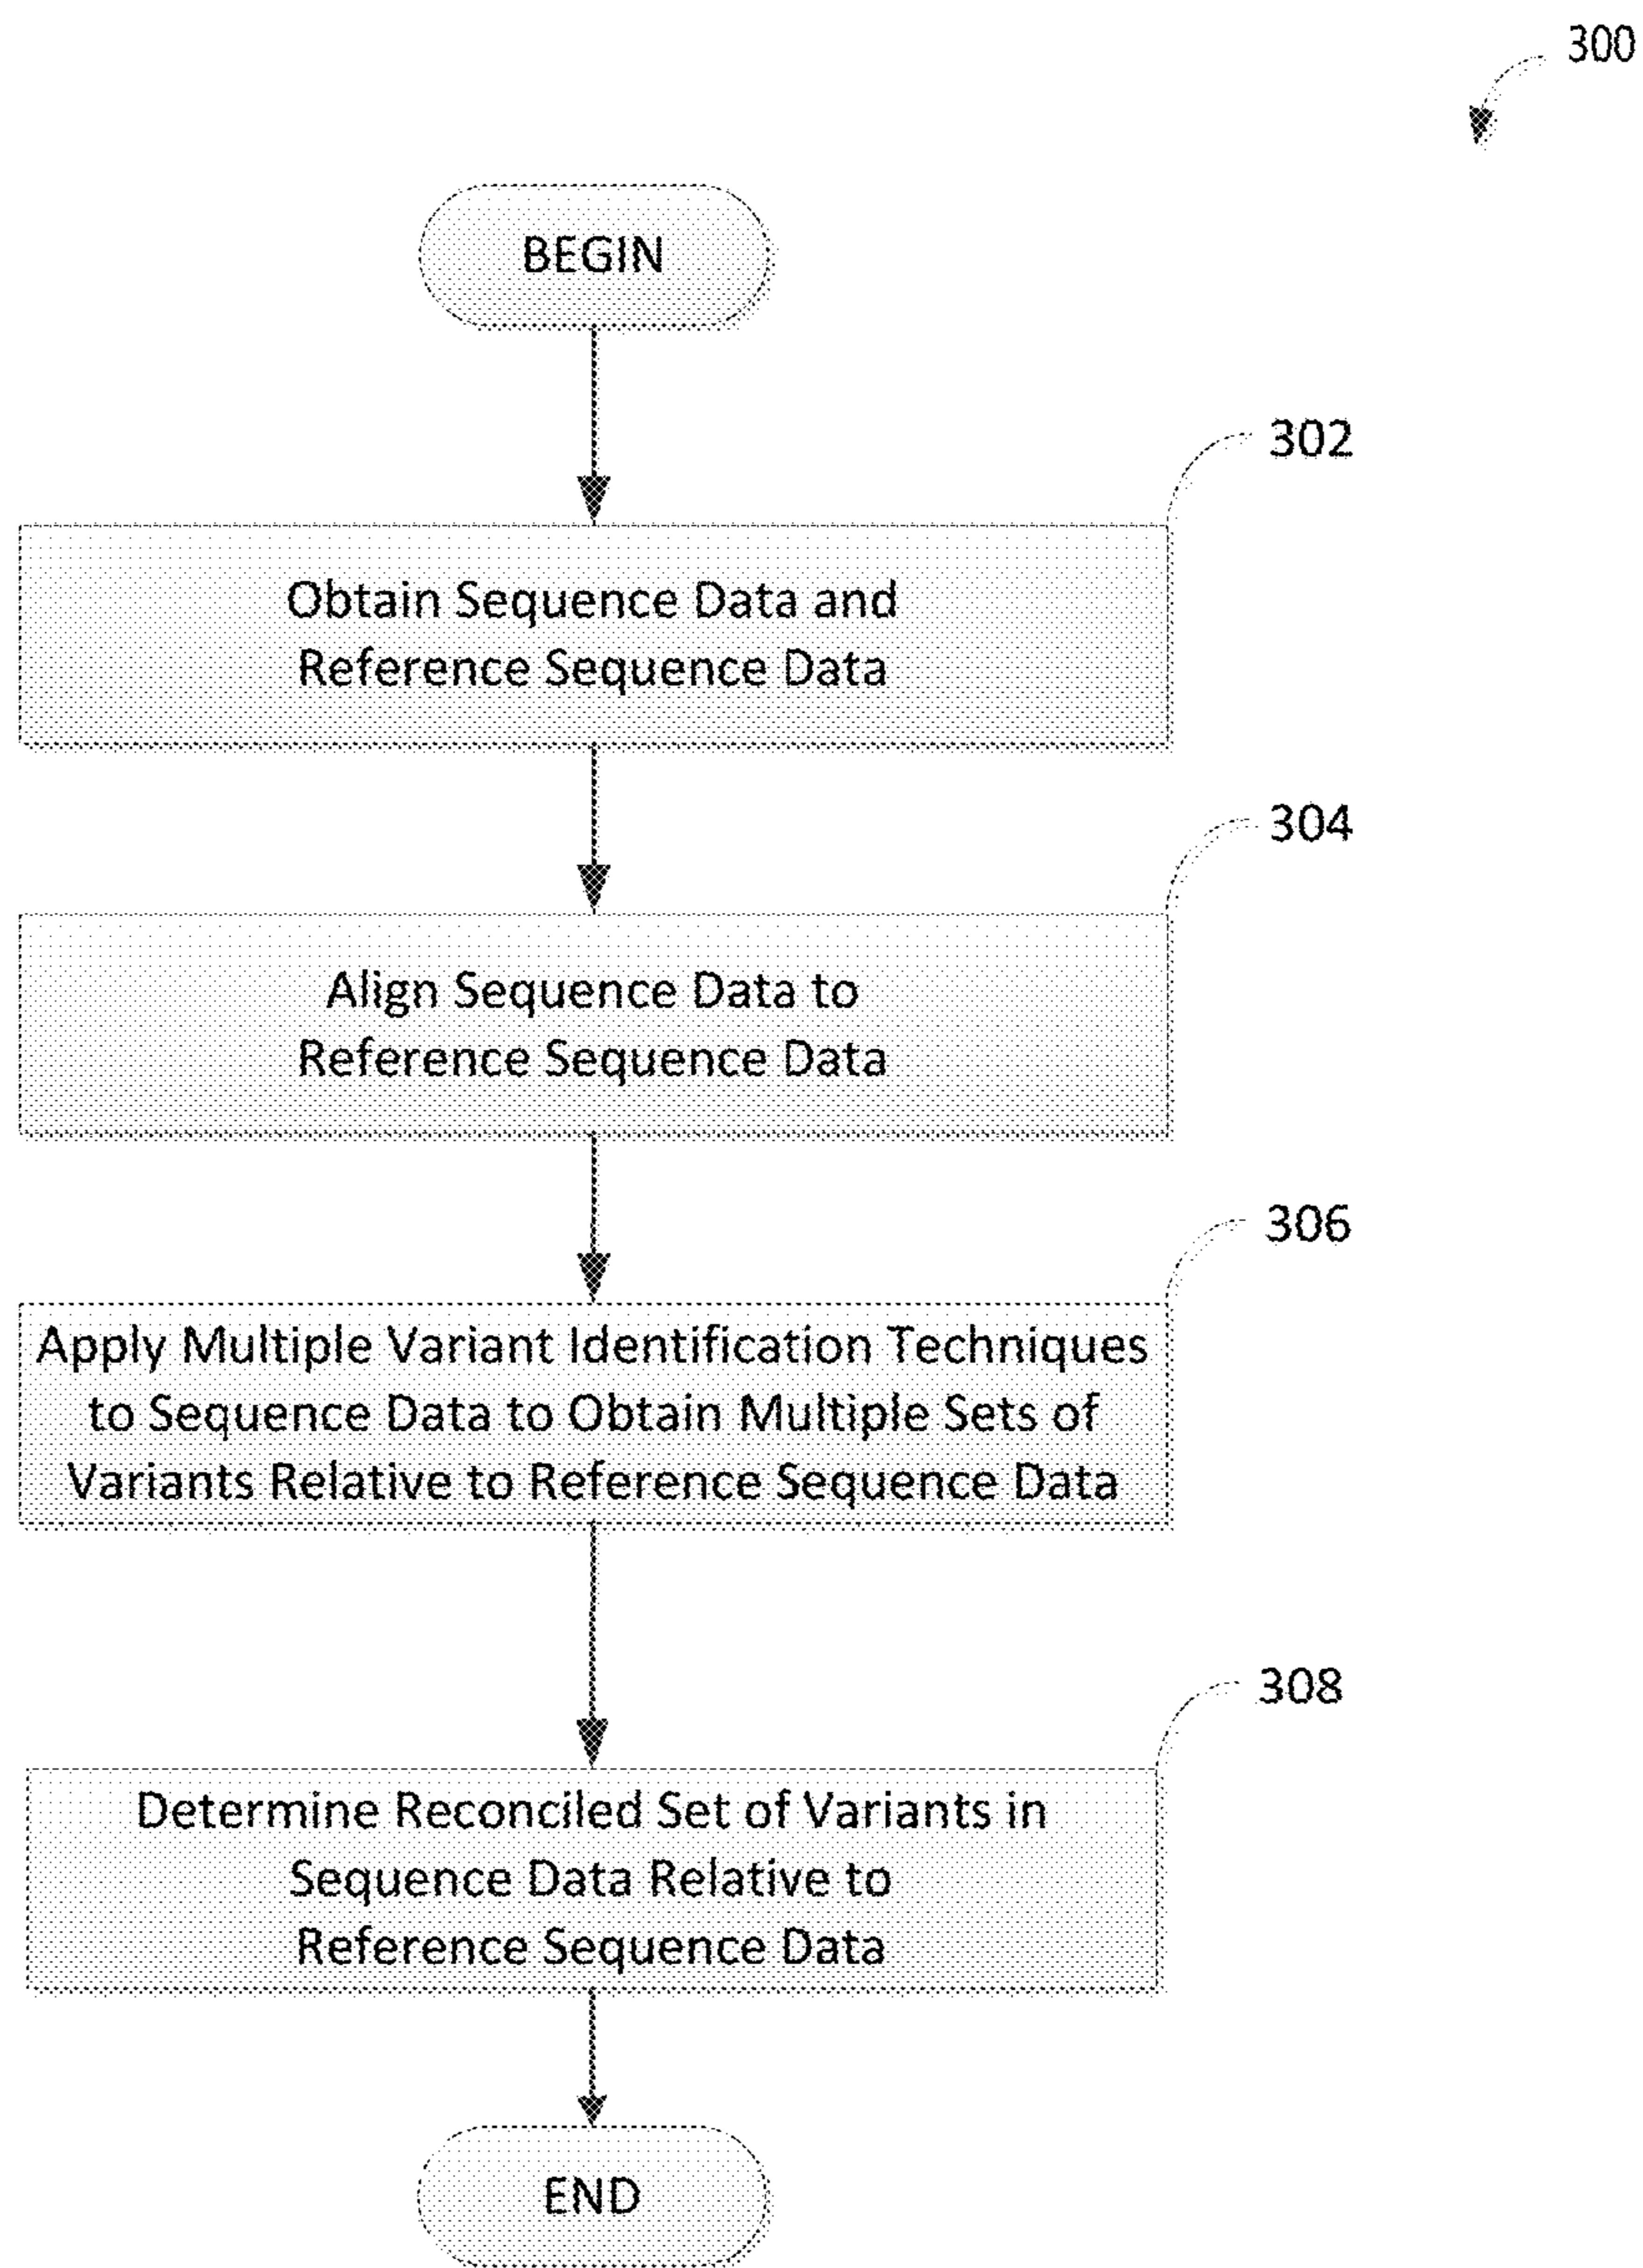 300
BEGIN
302
Obtain Sequence Data and
Reference Sequence Data
304
Align Sequence Data to
Reference Sequence Data
306
Apply Multiple Variant Identification Techniques
to Sequence Data to Obtain Multiple Sets of
Variants Relative to Reference Sequence Data
308
Determine Reconciled Set of Variants in
Sequence Data Relative to
Reference Sequence Data
END